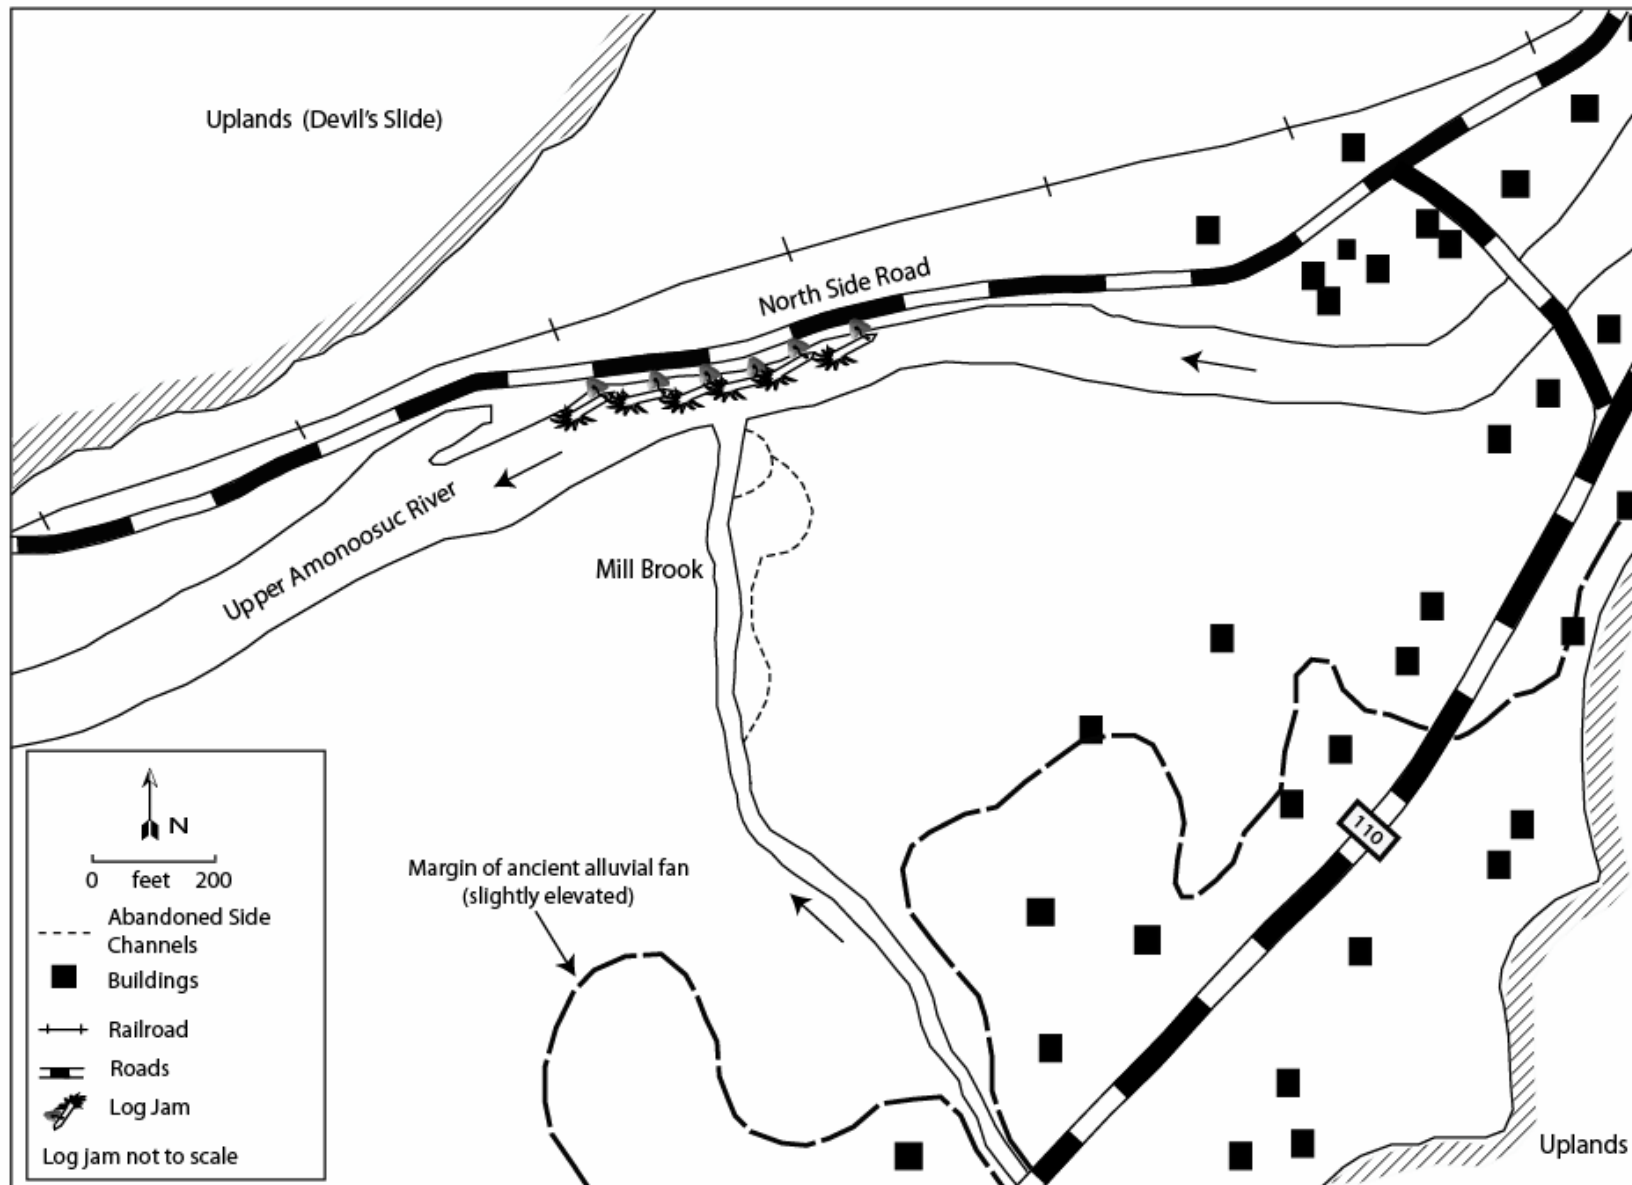 Uplands (Devil's Slide)
North Side Road
Upper Amonoosuc River
Mill Brook
110
Margin of ancient alluvial fan
(slightly elevated)
N
0 feet 200
Abandoned Side
Channels
Buildings
Railroad
Roads
Log Jam
Log jam not to scale
Uplands